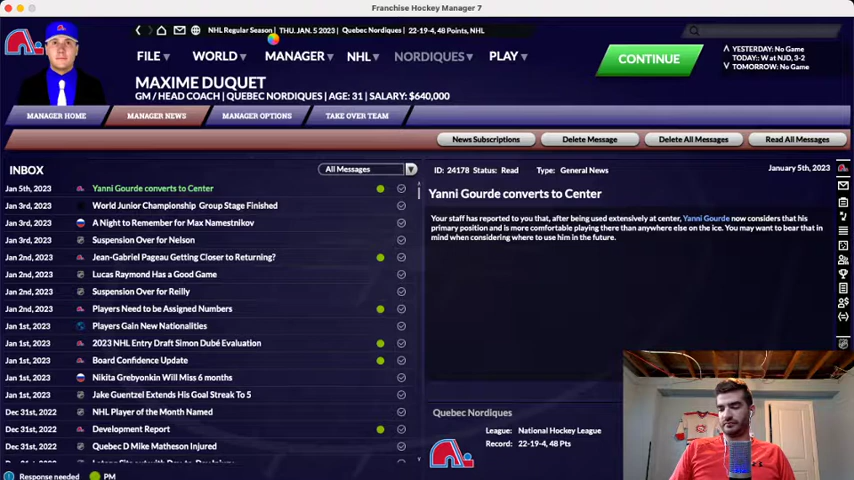 Franchise Hockey Manager 7
NHL Regular Season | THU. JAN. 5 2023 | Quebec Nordiques | 22-19-4, 48 Points, NHL
FILE WORLD MANAGER NHL NORDIQUES PLAY
CONTINUE
YESTERDAY: No Game
TODAY:: W at NJD, 3-2
TOMORROW: No Game
MAXIME DUQUET
GM / HEAD COACH | QUEBEC NORDIQUES | AGE: 31 | SALARY: $640,000
MANAGER HOME MANAGER NEWS MANAGER OPTIONS TAKE OVER TEAM
News Subscriptions Delete Message Delete All Messages Read All Messages
INBOX All Messages
Jan 5th, 2023 Yanni Gourde converts to Center
Jan 3rd, 2023 World Junior Championship Group Stage Finished
Jan 3rd, 2023 A Night to Remember for Max Namestnikov
Jan 3rd, 2023 Suspension Over for Nelson
Jan 2nd, 2023 Jean-Gabriel Pageau Getting Closer to Returning?
Jan 2nd, 2023 Lucas Raymond Has a Good Game
Jan 2nd, 2023 Suspension Over for Reilly
Jan 2nd, 2023 Players Need to be Assigned Numbers
Jan 1st, 2023 Players Gain New Nationalities
Jan 1st, 2023 2023 NHL Entry Draft Simon Dubé Evaluation
Jan 1st, 2023 Board Confidence Update
Jan 1st, 2023 Nikita Grebyonkin Will Miss 6 months
Jan 1st, 2023 Jake Guentzel Extends His Goal Streak To 5
Dec 31st, 2022 NHL Player of the Month Named
Dec 31st, 2022 Development Report
Dec 31st, 2022 Quebec D Mike Matheson Injured
Response needed PM
ID: 24178 Status: Read Type: General News January 5th, 2023
Yanni Gourde converts to Center
Your staff has reported to you that, after being used extensively at center, Yanni Gourde now considers that his
primary position and is more comfortable playing there than anywhere else on the ice. You may want to bear that in
mind when considering where to use him in the future.
Quebec Nordiques
League: National Hockey League
Record: 22-19-4, 48 Pts